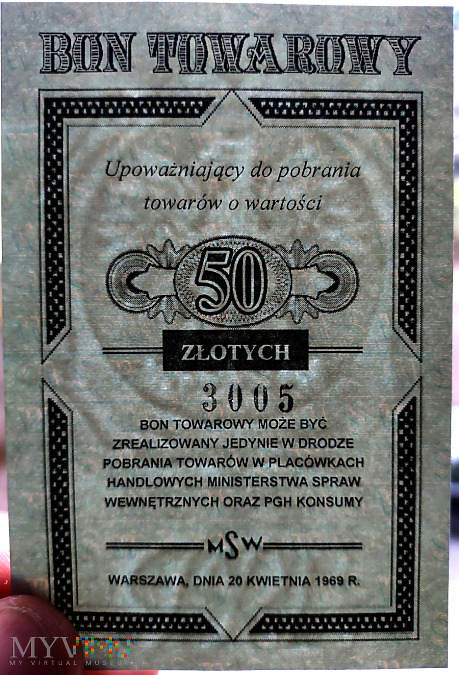 BON TOWAROWY
Upoważniający do pobrania
towarów o wartości
50
ZŁOTYCH
3005
BON TOWAROWY MOŻE BYĆ
ZREALIZOWANY JEDYNIE W DRODZE
POBRANIA TOWARÓW W PLACÓWKACH
HANDLOWYCH MINISTERSTWA SPRAW
WEWNĘTRZNYCH ORAZ PGH KONSUMY
MSW
WARSZAWA, DNIA 20 KWIETNIA 1969 R.
MY VIRTUAL MUSEUM